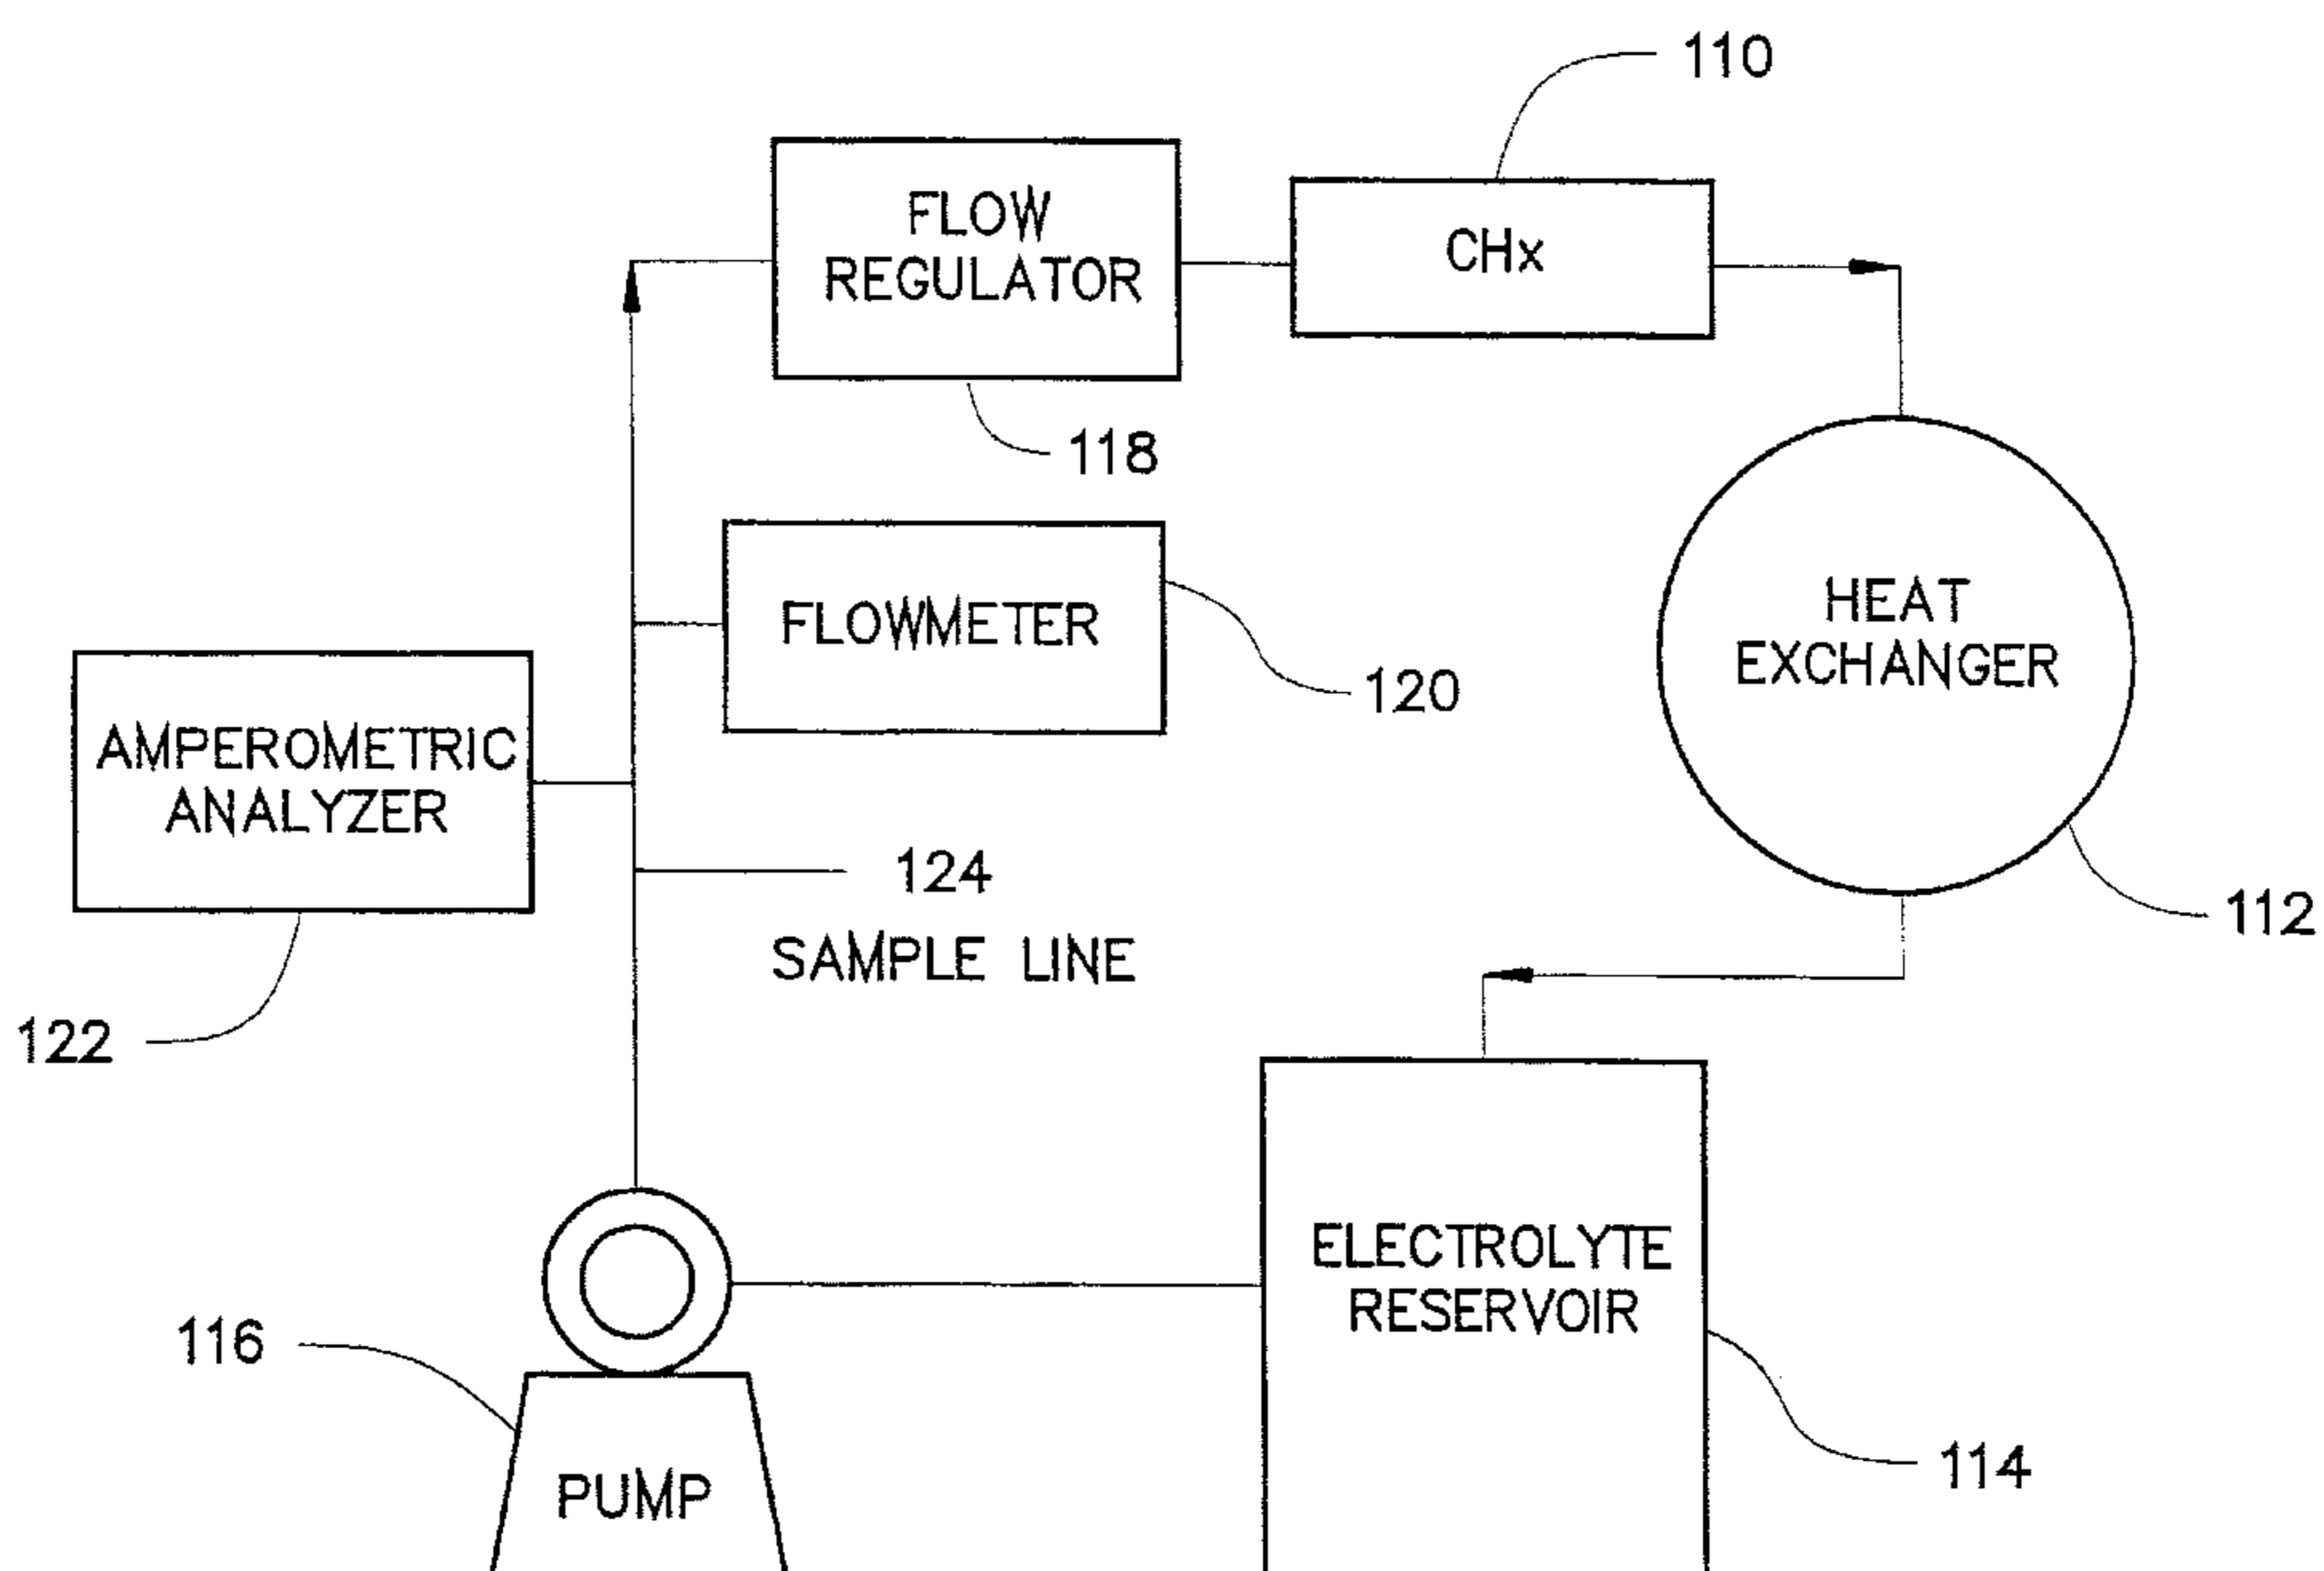 110
FLOW
REGULATOR
CHx
118
HEAT
EXCHANGER
FLOWMETER
120
AMPEROMETRIC
ANALYZER
124
SAMPLE LINE
112
122
ELECTROLYTE
RESERVOIR
116
114
PUMP